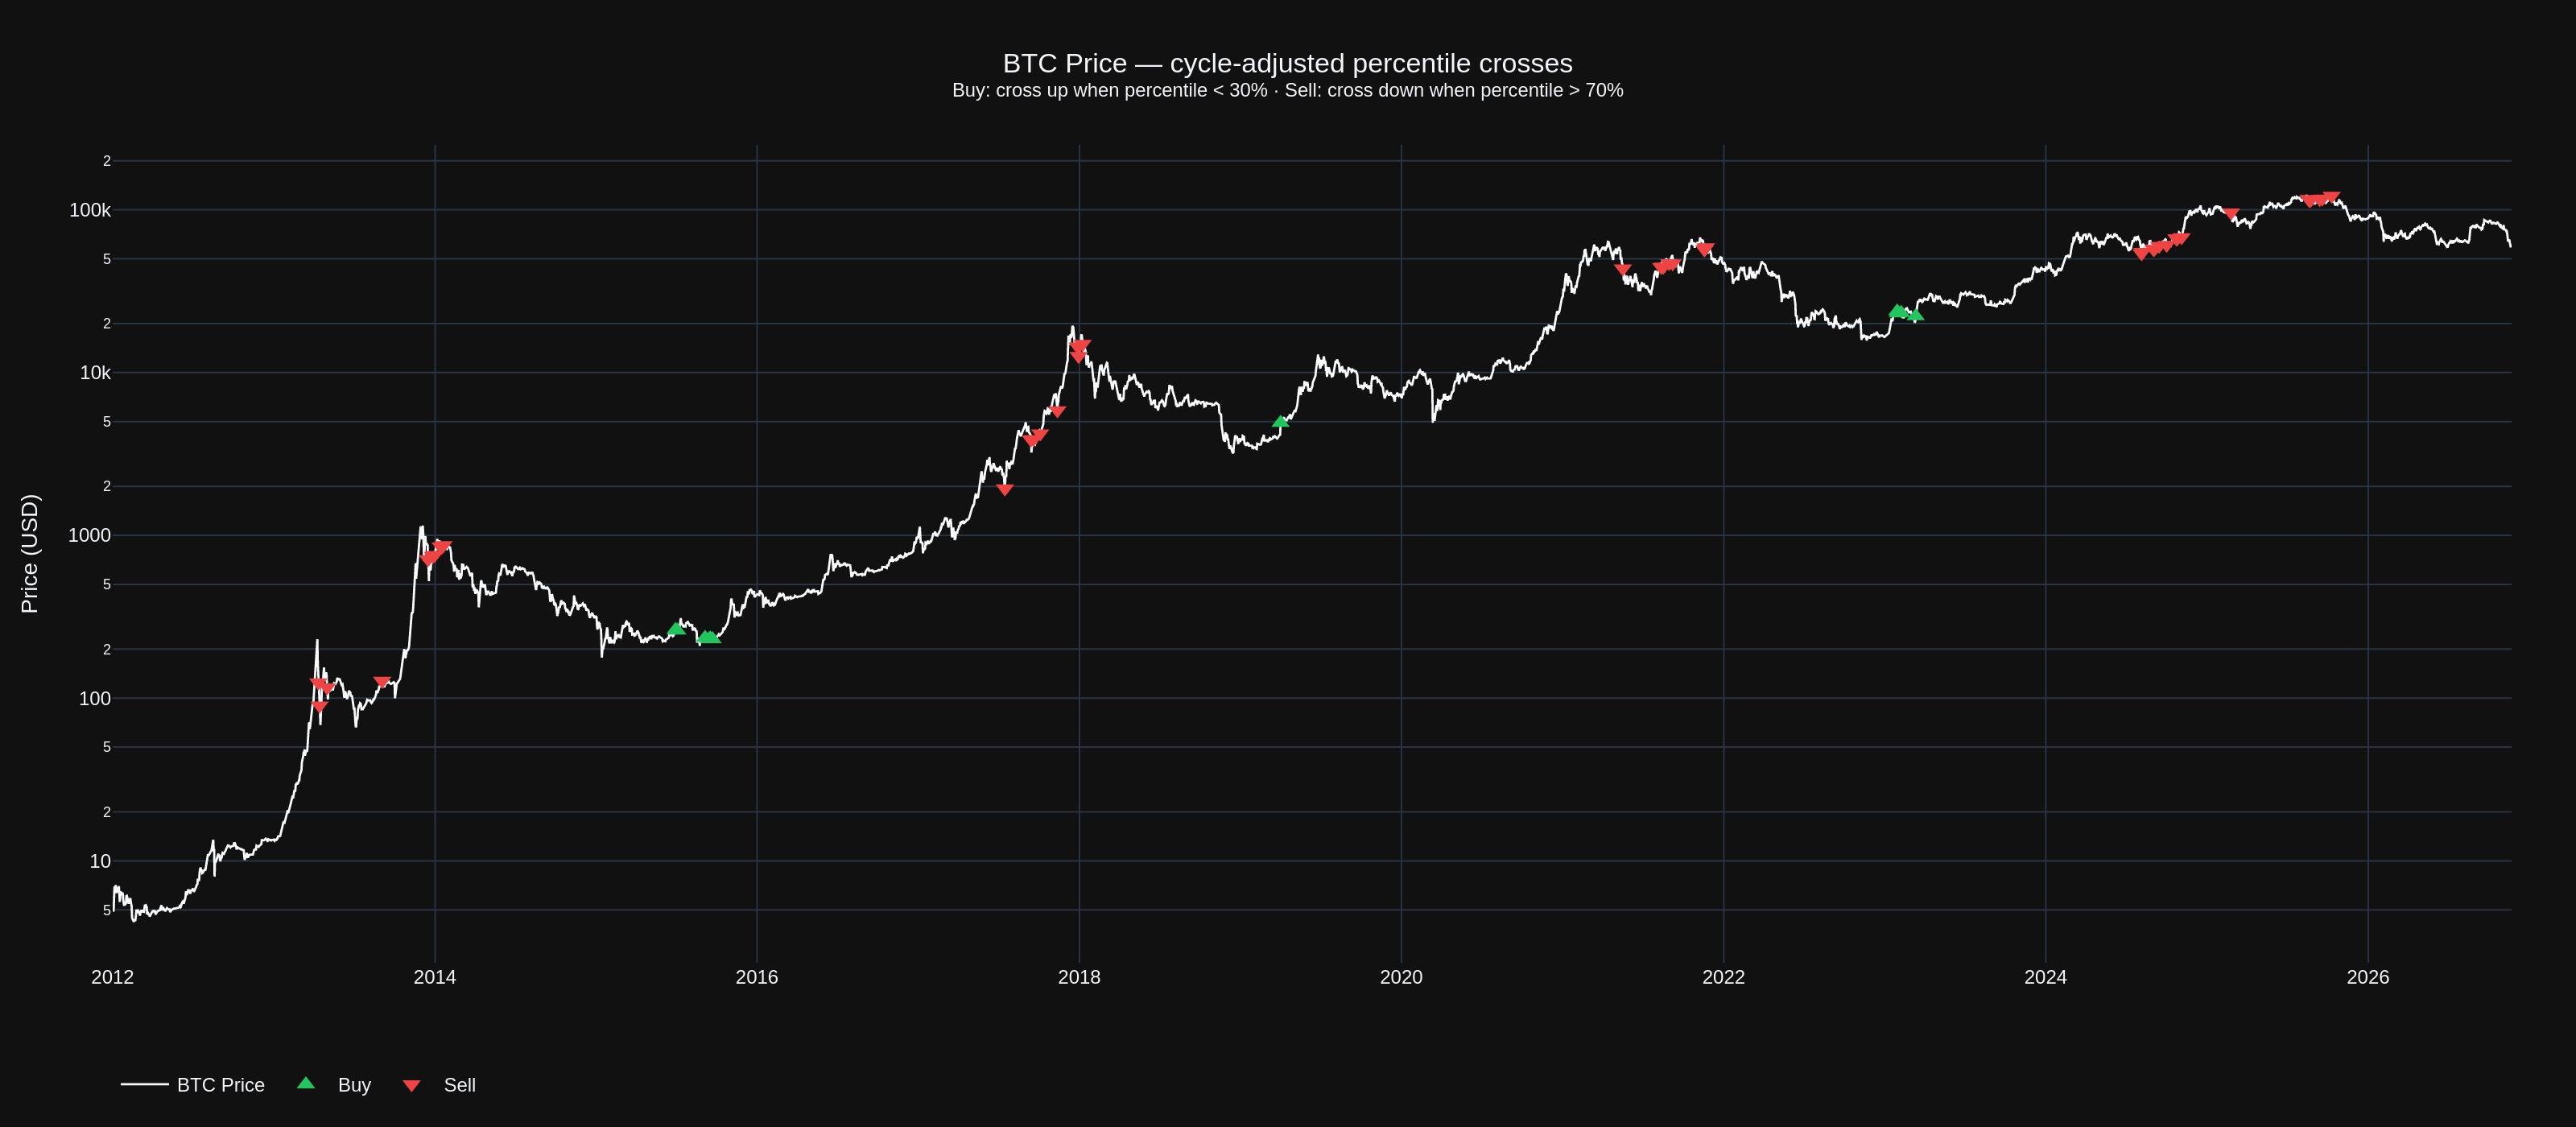 BTC Price — cycle-adjusted percentile crosses
Buy: cross up when percentile < 30% · Sell: cross down when percentile > 70%
Price (USD)
2
100k
5
2
10k
5
2
1000
5
2
100
5
2
10
5
2012 2014 2016 2018 2020 2022 2024 2026
BTC Price Buy Sell